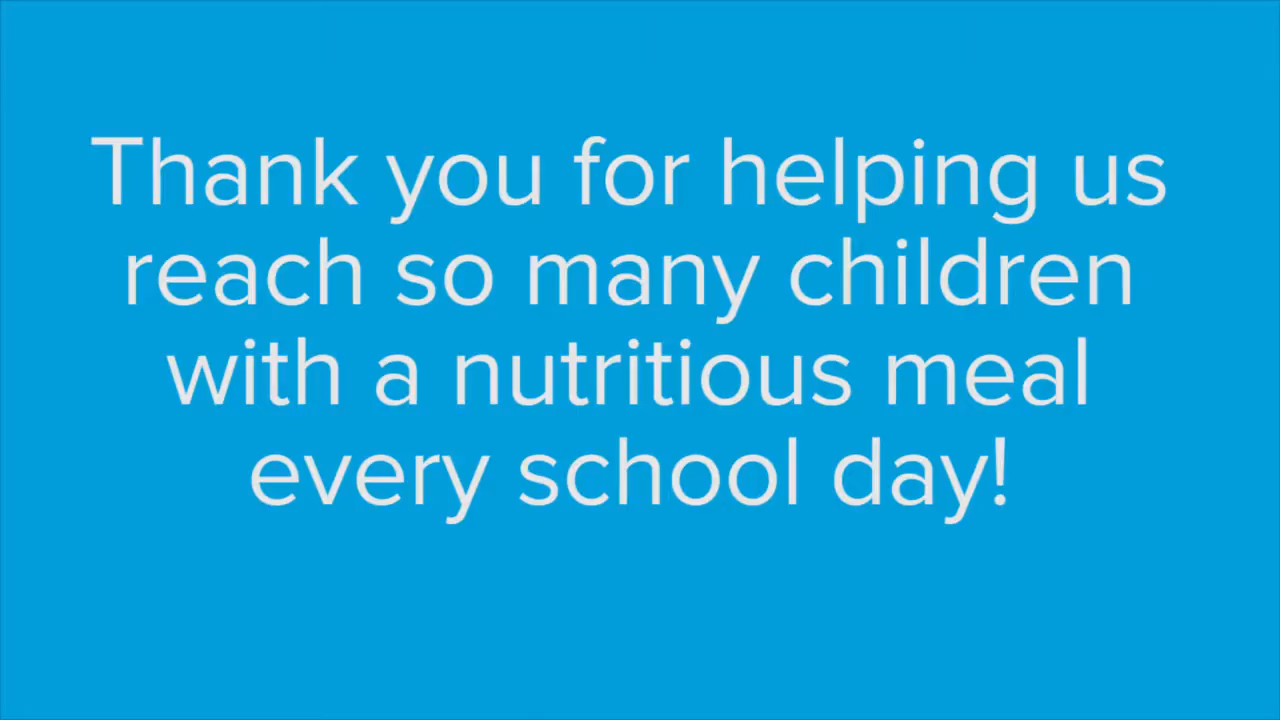 Thank you for helping us
reach so many children
with a nutritious meal
every school day!